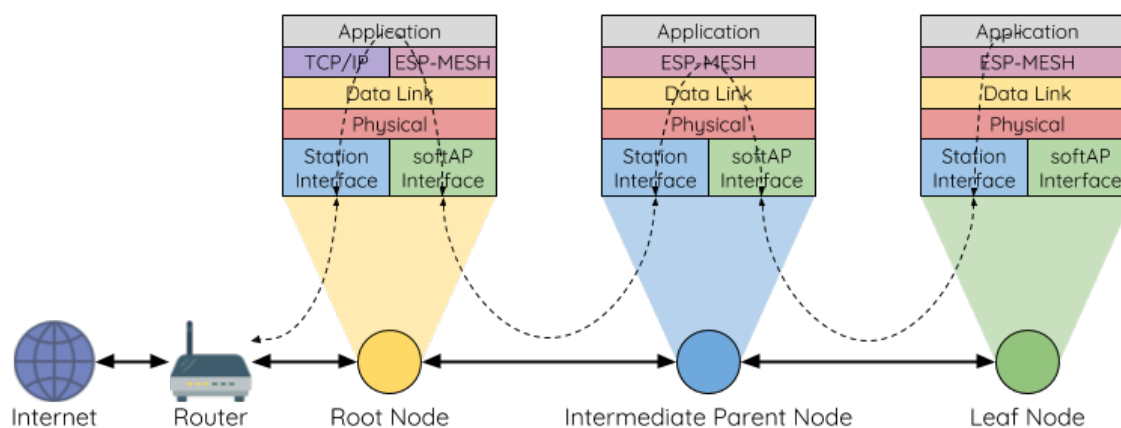 Application
TCP/IP
ESP-MESH
Data Link
Physical
Station
Interface
softAP
Interface
Application
ESP-MESH
Data Link
Physical
Station
Interface
softAP
Interface
Application
ESP-MESH
Data Link
Physical
Station
Interface
softAP
Interface
Internet
Router
Root Node
Intermediate Parent Node
Leaf Node